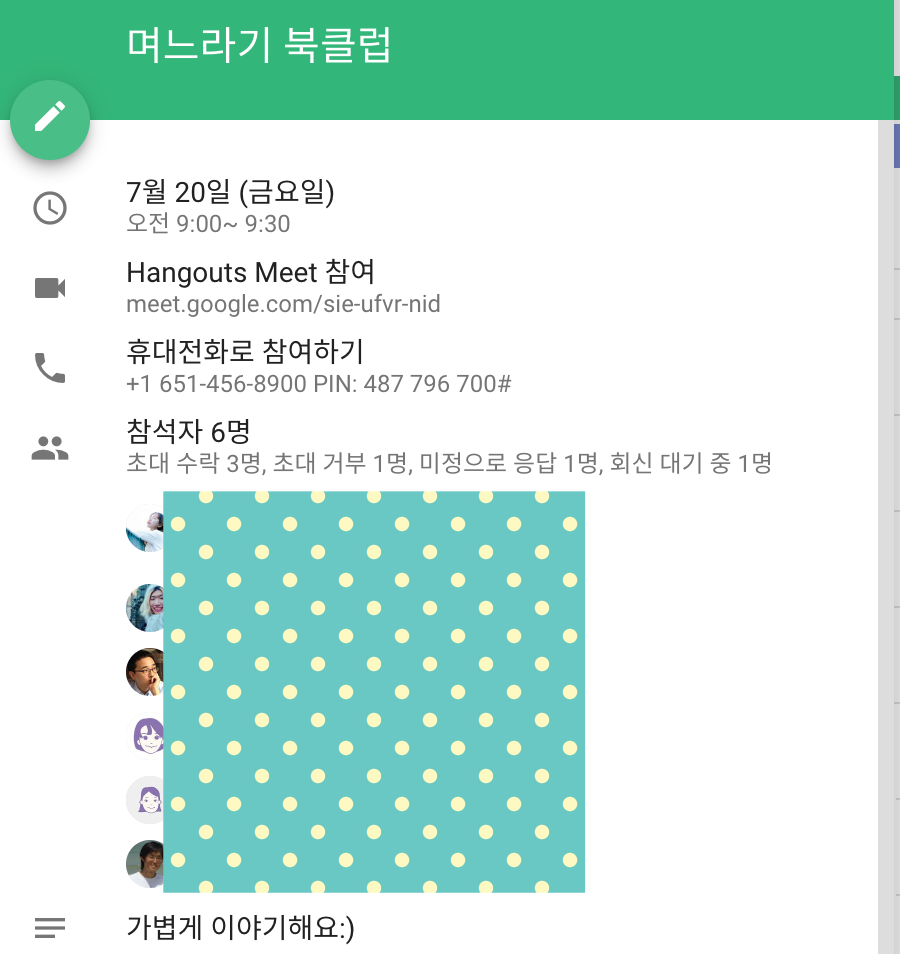 며느라기 북클럽
7월 20일 (금요일)
오전 9:00~ 9:30
Hangouts Meet 참여
meet.google.com/sie-ufvr-nid
휴대전화로 참여하기
+1 651-456-8900 PIN: 487 796 700#
참석자 6명
초대 수락 3명, 초대 거부 1명, 미정으로 응답 1명, 회신 대기 중 1명
가볍게 이야기해요:)